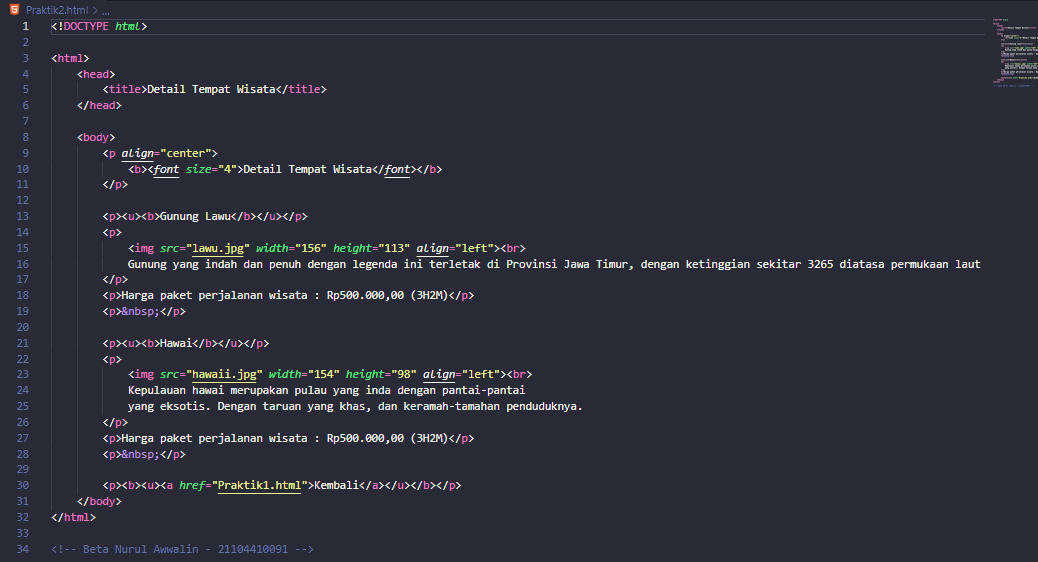 Praktik2.html > ...
1 <!DOCTYPE html>
2
3 <html>
4 <head>
5 <title>Detail Tempat Wisata</title>
6 </head>
7
8 <body>
9 <p align="center">
10 <b><font size="4">Detail Tempat Wisata</font></b>
11 </p>
12
13 <p><u><b>Gunung Lawu</b></u></p>
14 <p>
15 <img src="lawu.jpg" width="156" height="113" align="left"><br>
16 Gunung yang indah dan penuh dengan legenda ini terletak di Provinsi Jawa Timur, dengan ketinggian sekitar 3265 diatasa permukaan laut
17 </p>
18 <p>Harga paket perjalanan wisata : Rp500.000,00 (3H2M)</p>
19 <p>&nbsp;</p>
20
21 <p><u><b>Hawai</b></u></p>
22 <p>
23 <img src="hawaii.jpg" width="154" height="98" align="left"><br>
24 Kepulauan hawai merupakan pulau yang inda dengan pantai-pantai
25 yang eksotis. Dengan taruan yang khas, dan keramah-tamahan penduduknya.
26 </p>
27 <p>Harga paket perjalanan wisata : Rp500.000,00 (3H2M)</p>
28 <p>&nbsp;</p>
29
30 <p><b><u><a href="Praktik1.html">Kembali</a></u></b></p>
31 </body>
32 </html>
33
34 <!-- Beta Nurul Awwalin - 21104410091 -->